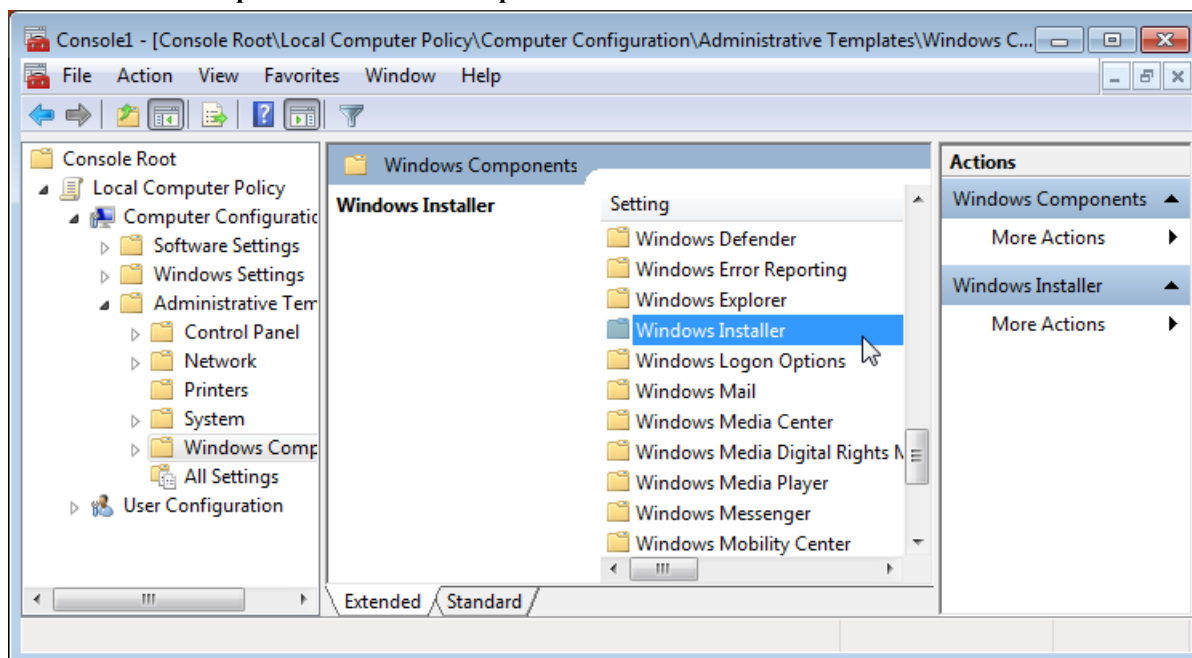 Console1 - [Console Root\Local Computer Policy\Computer Configuration\Administrative Templates\Windows C...
File Action View Favorites Window Help
Console Root
Local Computer Policy
Computer Configuratic
Software Settings
Windows Settings
Administrative Tem
Control Panel
Network
Printers
System
Windows Comp
All Settings
User Configuration
Windows Components
Windows Installer
Setting
Windows Defender
Windows Error Reporting
Windows Explorer
Windows Installer
Windows Logon Options
Windows Mail
Windows Media Center
Windows Media Digital Rights M
Windows Media Player
Windows Messenger
Windows Mobility Center
Extended Standard
Actions
Windows Components
More Actions
Windows Installer
More Actions